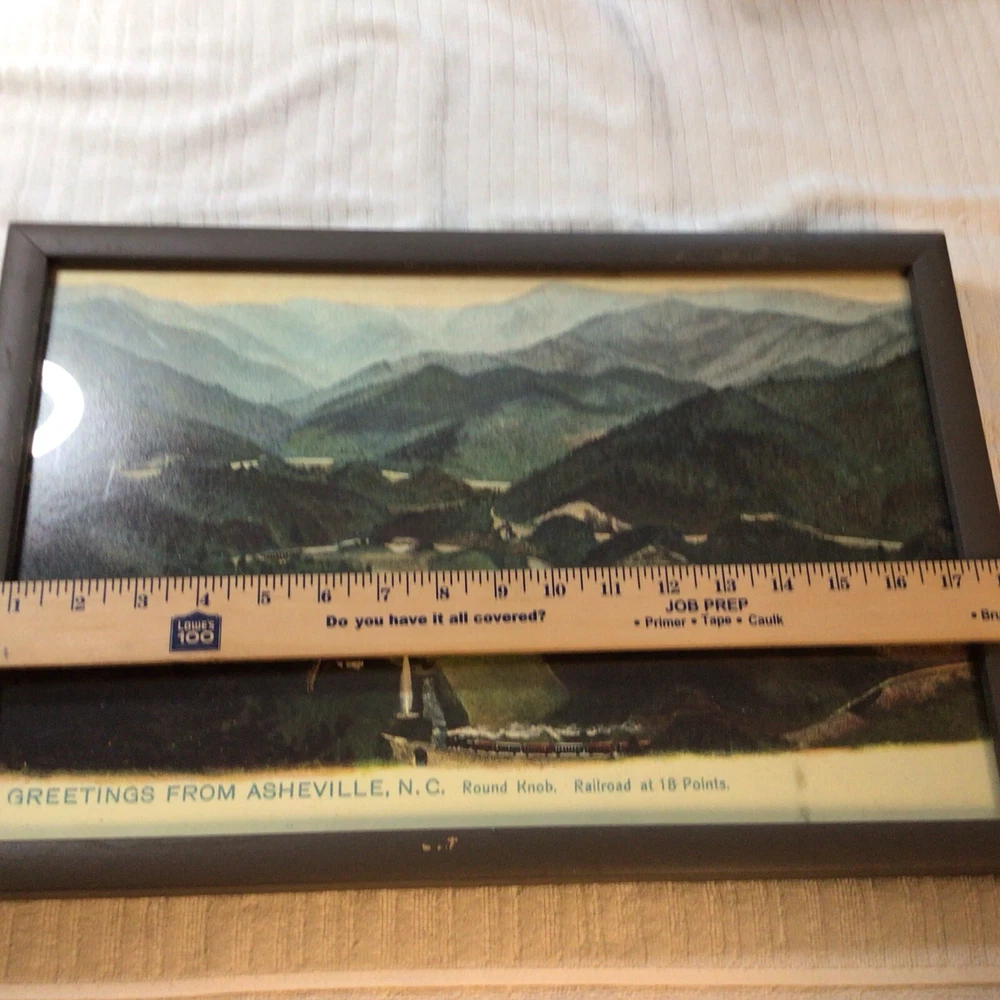 1 2 3 4 5 6 7 8 9 10 11 12 13 14 15 16 17
LOWE'S
100
Do you have it all covered?
JOB PREP
• Primer • Tape • Caulk
• Bru
GREETINGS FROM ASHEVILLE, N.C. Round Knob. Railroad at 18 Points.